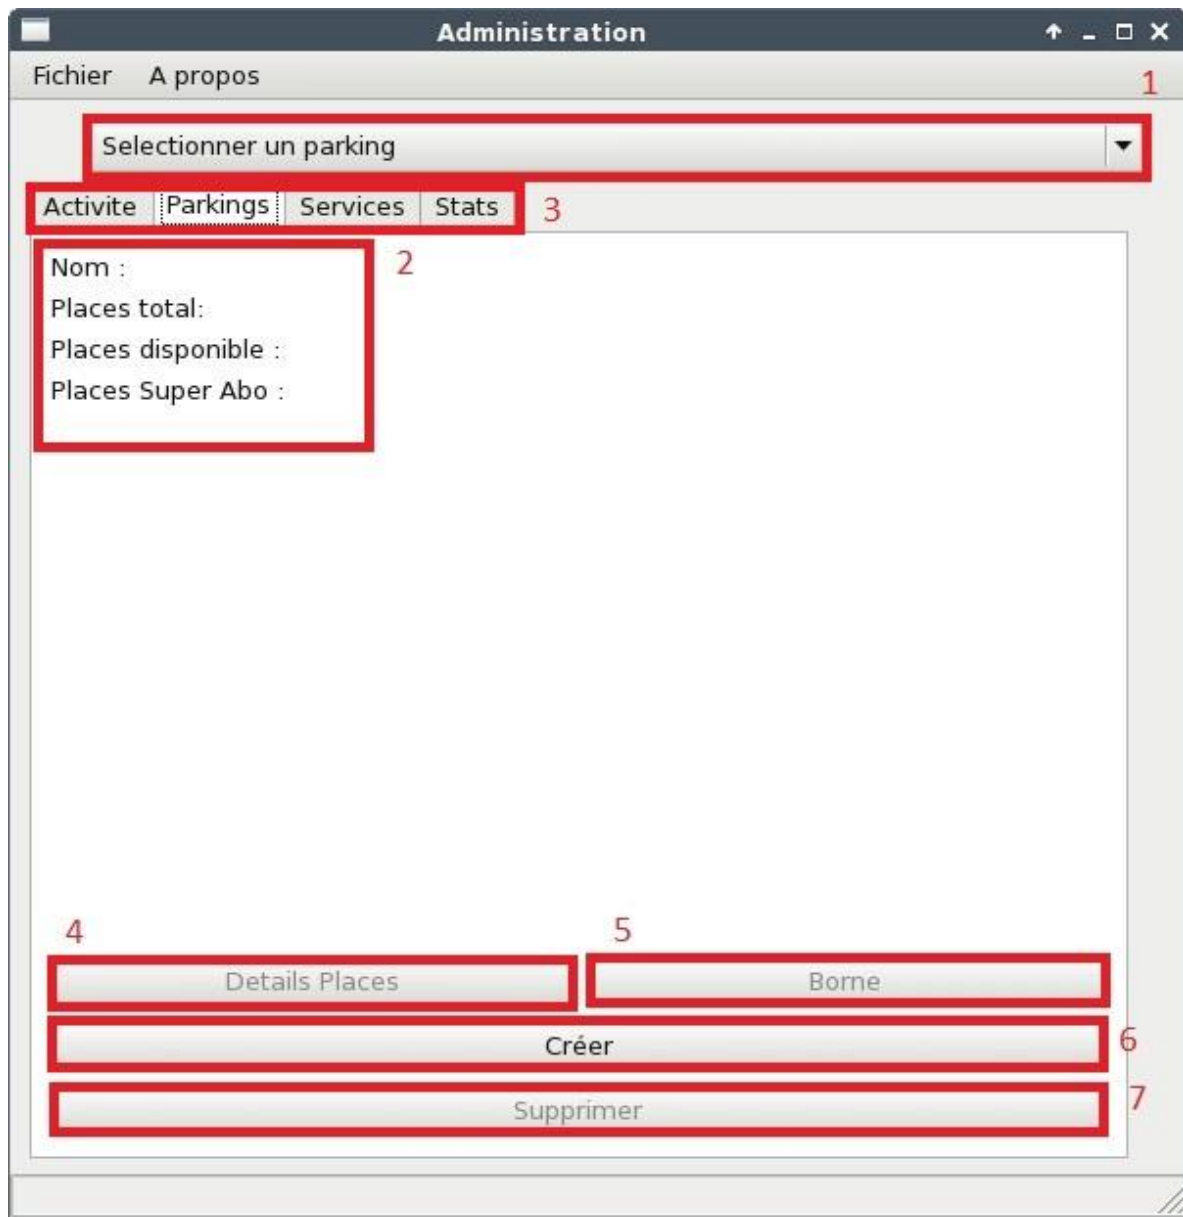 Administration
Fichier A propos
1
Selectionner un parking
Activite Parkings Services Stats 3
Nom : 2
Places total:
Places disponible :
Places Super Abo :
4 5
Details Places Borne
Créer 6
Supprimer 7